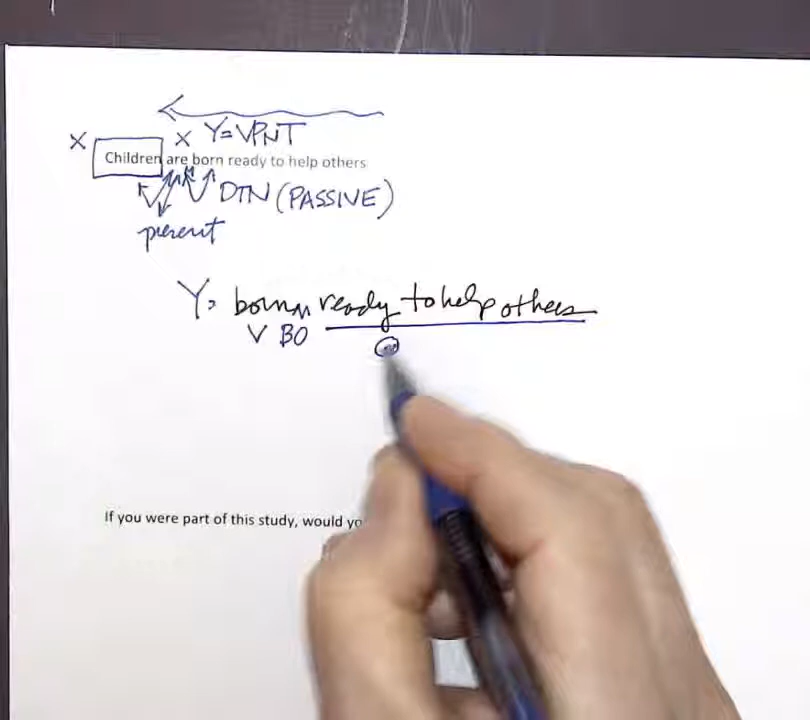 X X Y=VPNT
Children are born ready to help others
DTN (PASSIVE)
present
Y= born ready to help others
V BO
If you were part of this study, would yo